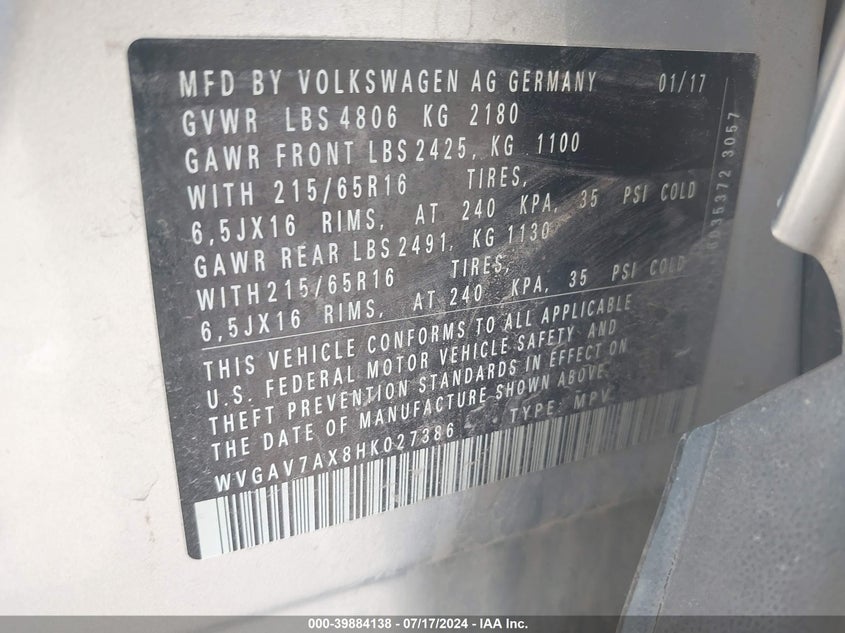 MFD BY VOLKSWAGEN AG GERMANY 01/17
GVWR LBS 4806 KG 2180
GAWR FRONT LBS 2425, KG 1100
WITH 215/65R16 TIRES,
6,5JX16 RIMS, AT 240 KPA, 35 PSI COLD
GAWR REAR LBS 2491, KG 1130
WITH 215/65R16 TIRES,
6,5JX16 RIMS, AT 240 KPA, 35 PSI COLD
THIS VEHICLE CONFORMS TO ALL APPLICABLE
U.S. FEDERAL MOTOR VEHICLE SAFETY AND
THEFT PREVENTION STANDARDS IN EFFECT ON
THE DATE OF MANUFACTURE SHOWN ABOVE.
WVGAV7AX8HK027386 TYPE: MPV
3057
000-39884138 - 07/17/2024 - IAA Inc.